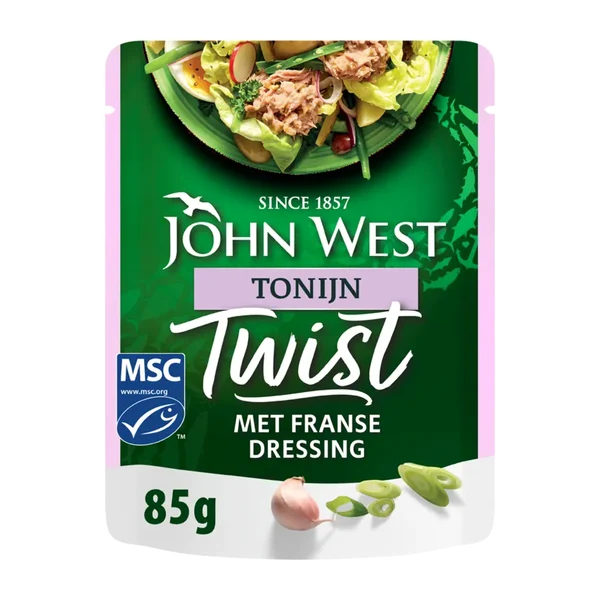 SINCE 1857
JOHN WEST
TONIJN
Twist
MSC
www.msc.org
TM
MET FRANSE
DRESSING
85g